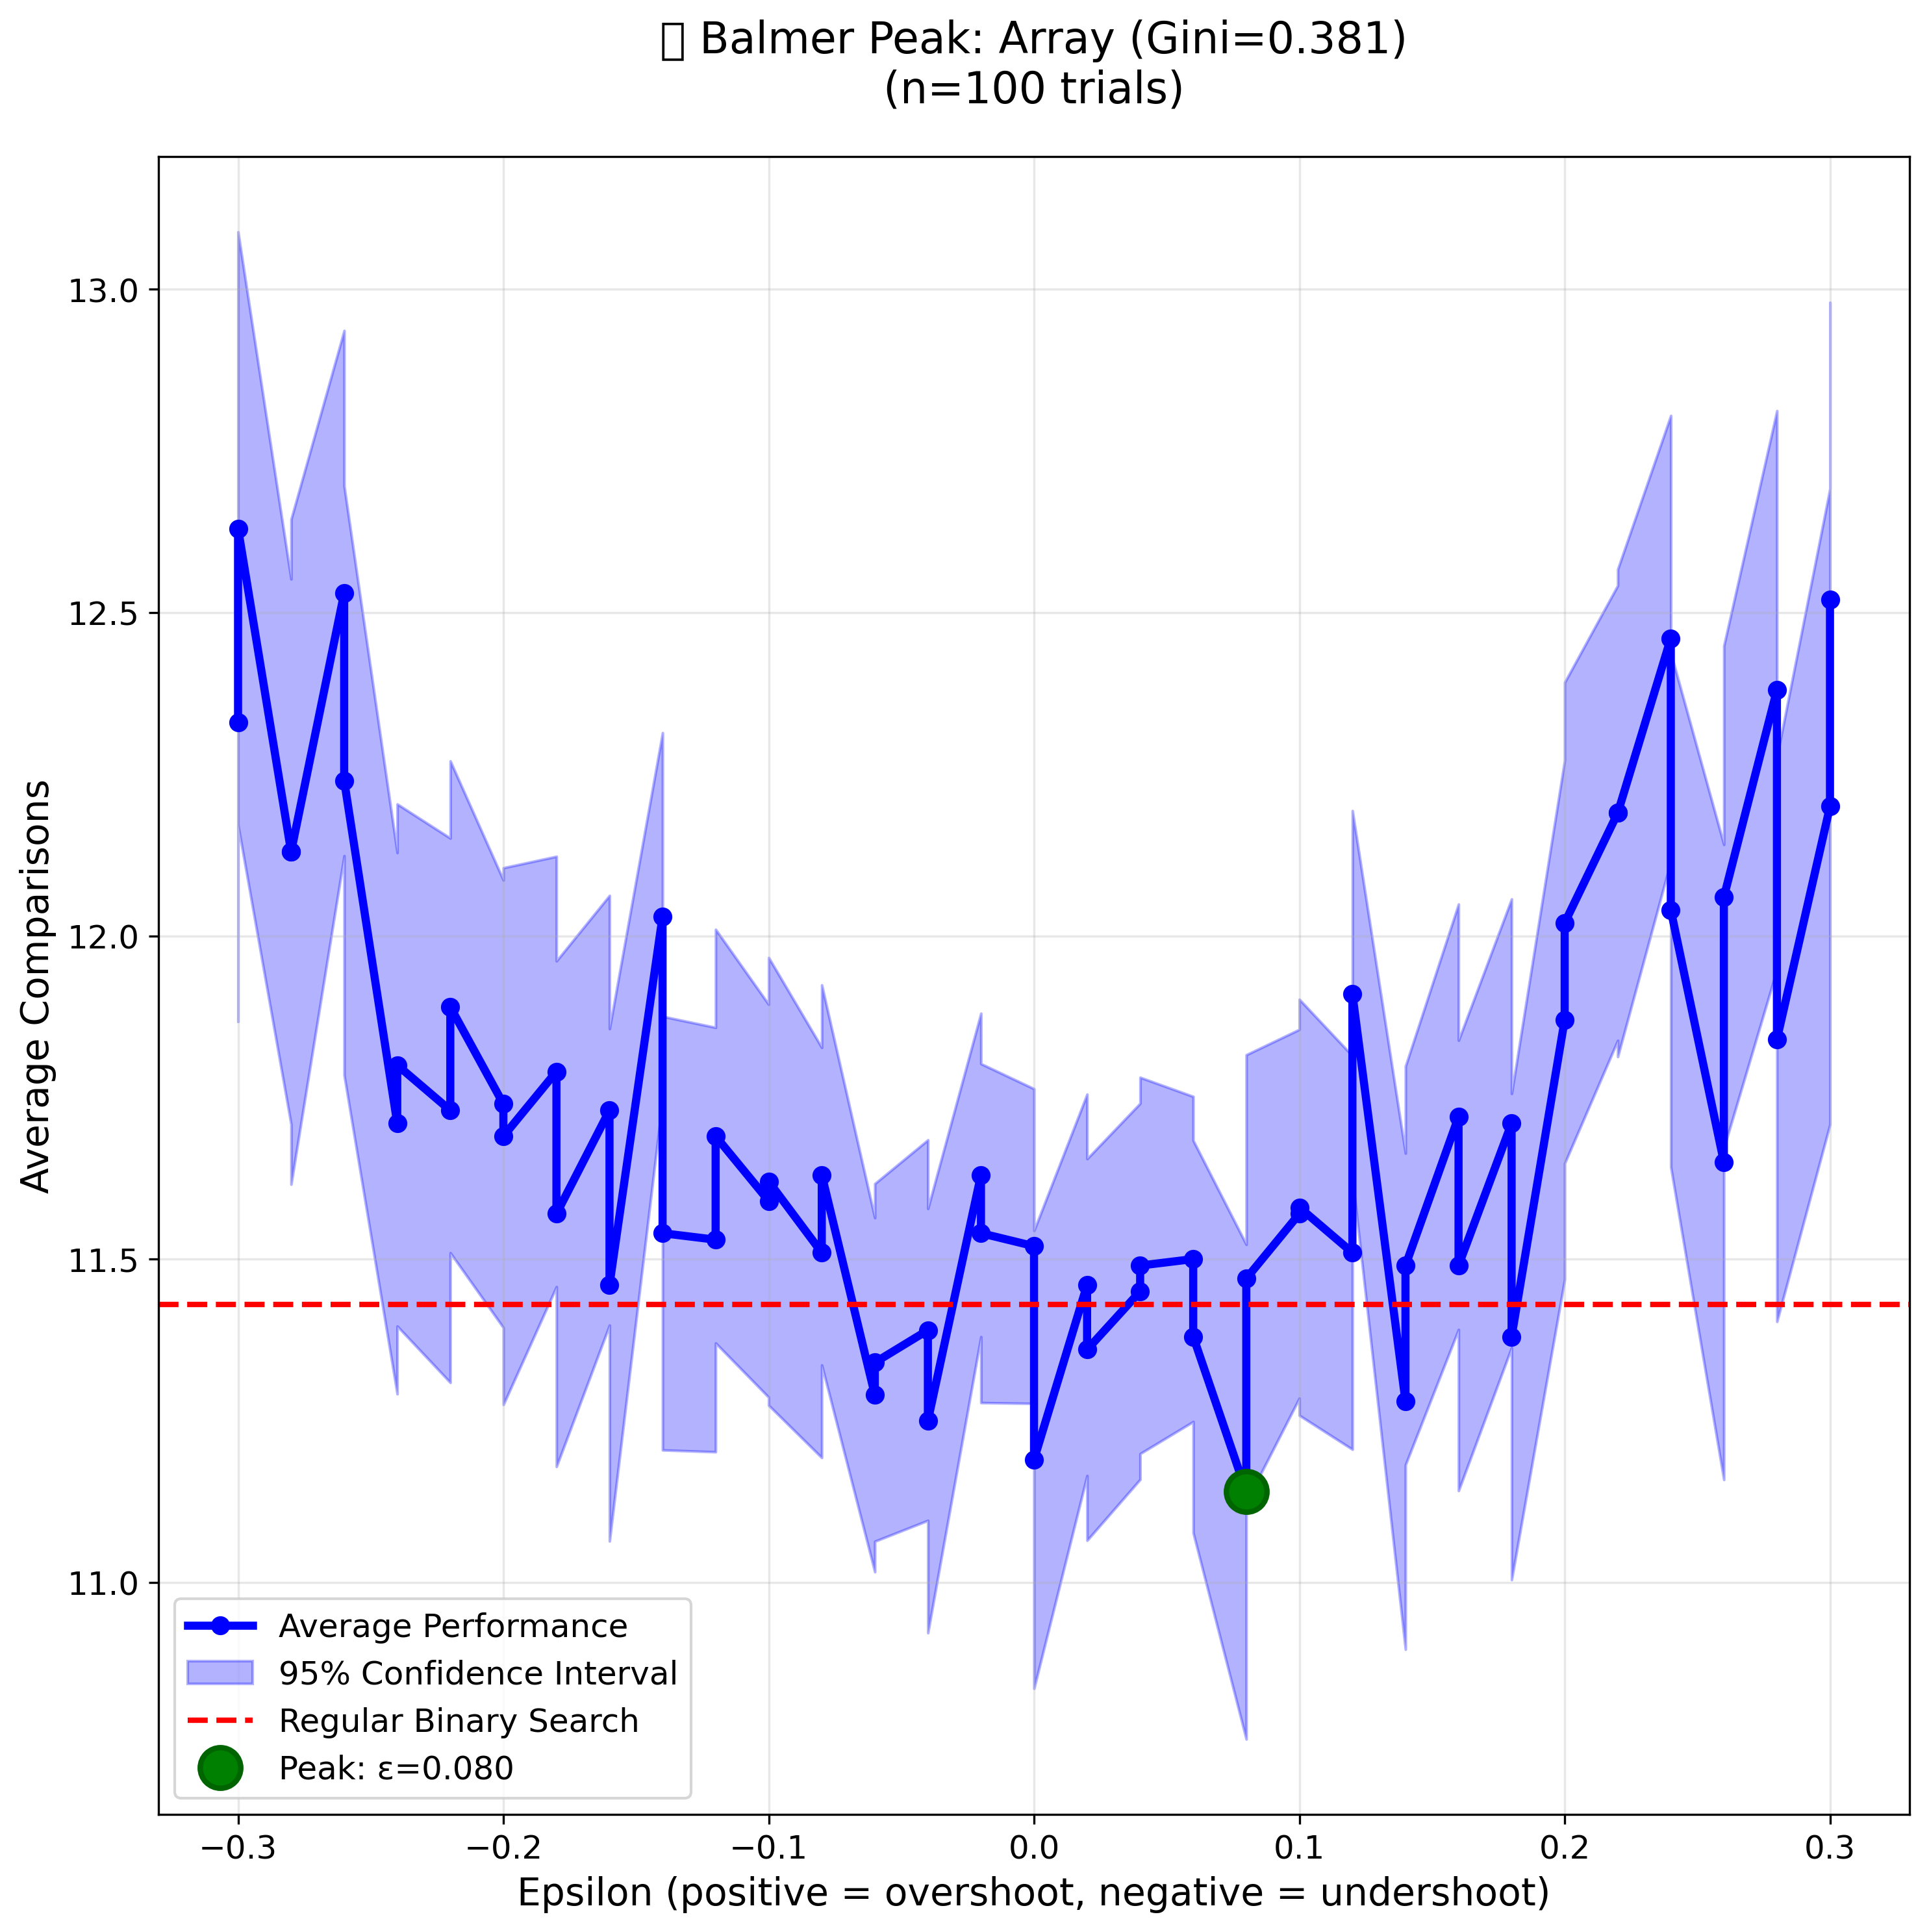 ▯ Balmer Peak: Array (Gini=0.381)
(n=100 trials)
Average Comparisons
13.0
12.5
12.0
11.5
11.0
Average Performance
95% Confidence Interval
Regular Binary Search
Peak: ε=0.080
−0.3
−0.2
−0.1
0.0
0.1
0.2
0.3
Epsilon (positive = overshoot, negative = undershoot)